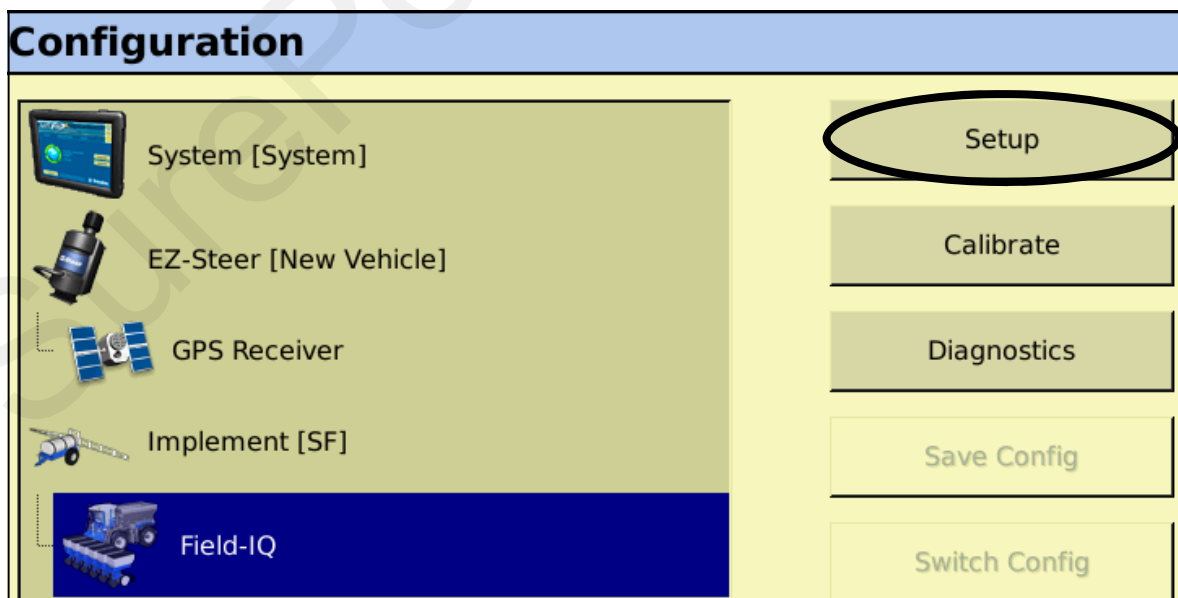 Configuration
System [System]
EZ-Steer [New Vehicle]
GPS Receiver
Implement [SF]
Field-IQ
Setup
Calibrate
Diagnostics
Save Config
Switch Config